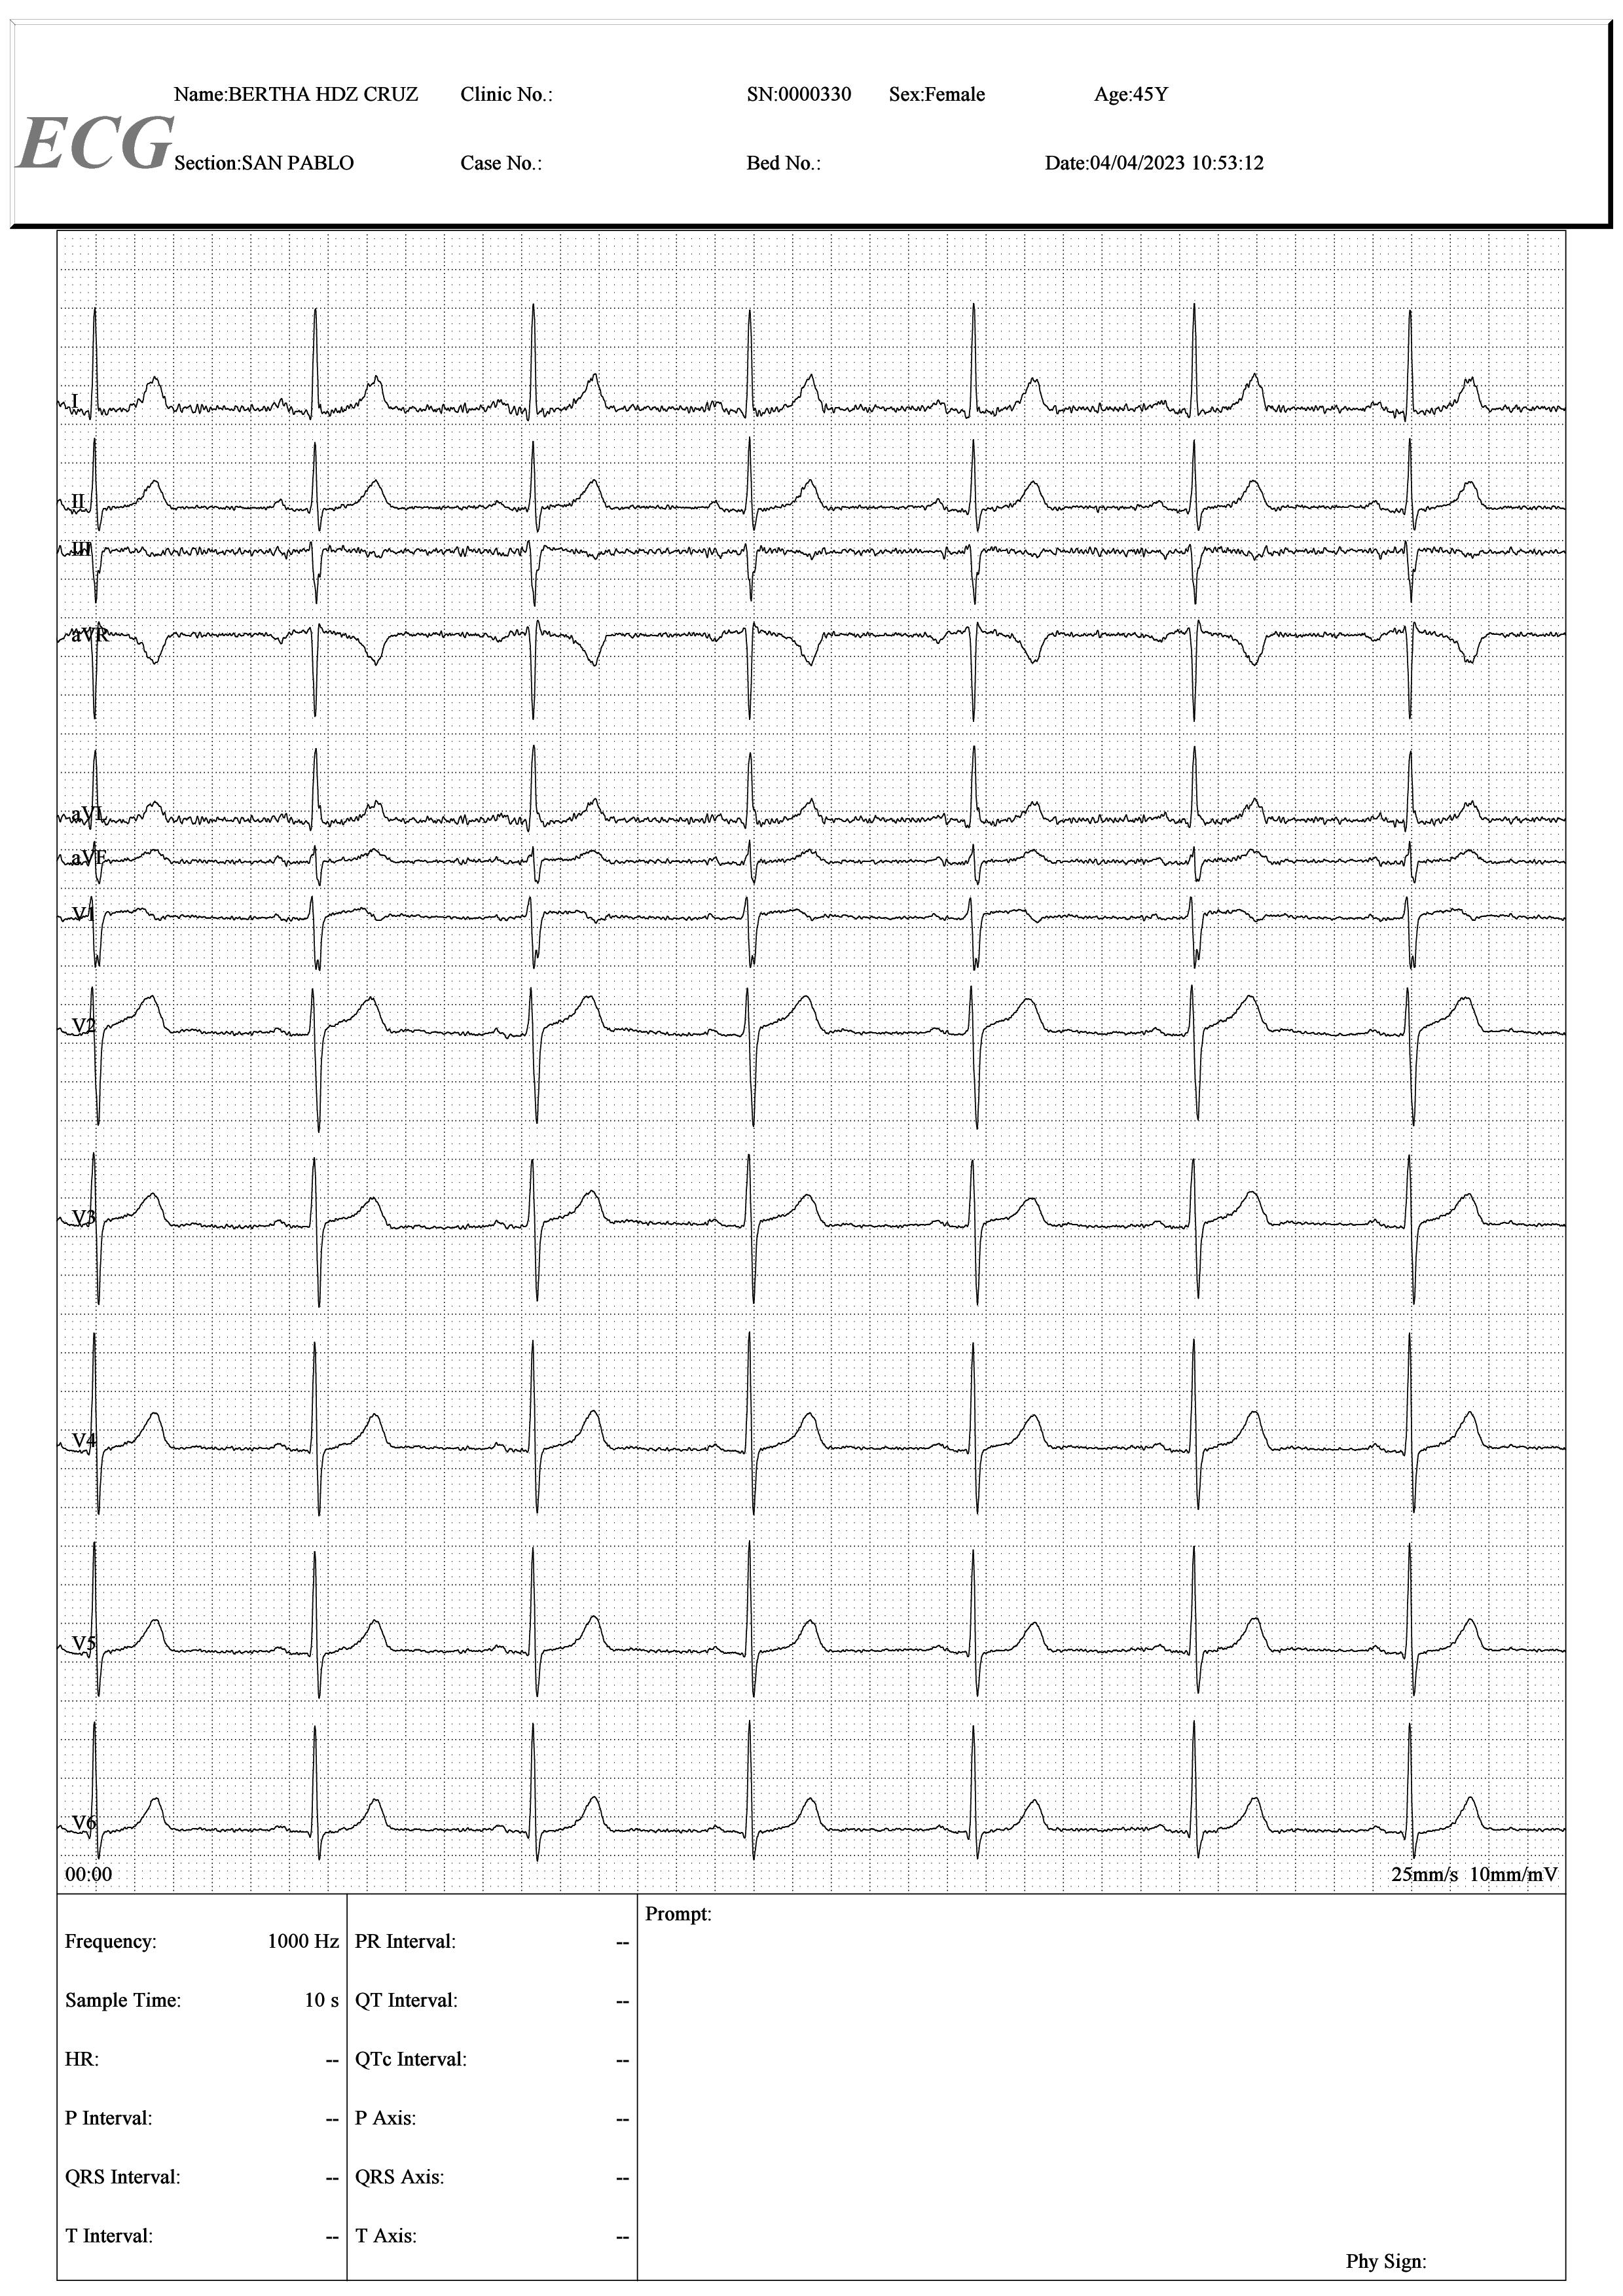 ECG
Name:BERTHA HDZ CRUZ Clinic No.: SN:0000330 Sex:Female Age:45Y
Section:SAN PABLO Case No.: Bed No.: Date:04/04/2023 10:53:12
I
II
III
aVR
aVL
aVF
V1
V2
V3
V4
V5
V6
00:00 25mm/s 10mm/mV
Prompt:
Frequency: 1000 Hz PR Interval: --
Sample Time: 10 s QT Interval: --
HR: -- QTc Interval: --
P Interval: -- P Axis: --
QRS Interval: -- QRS Axis: --
T Interval: -- T Axis: --
Phy Sign: